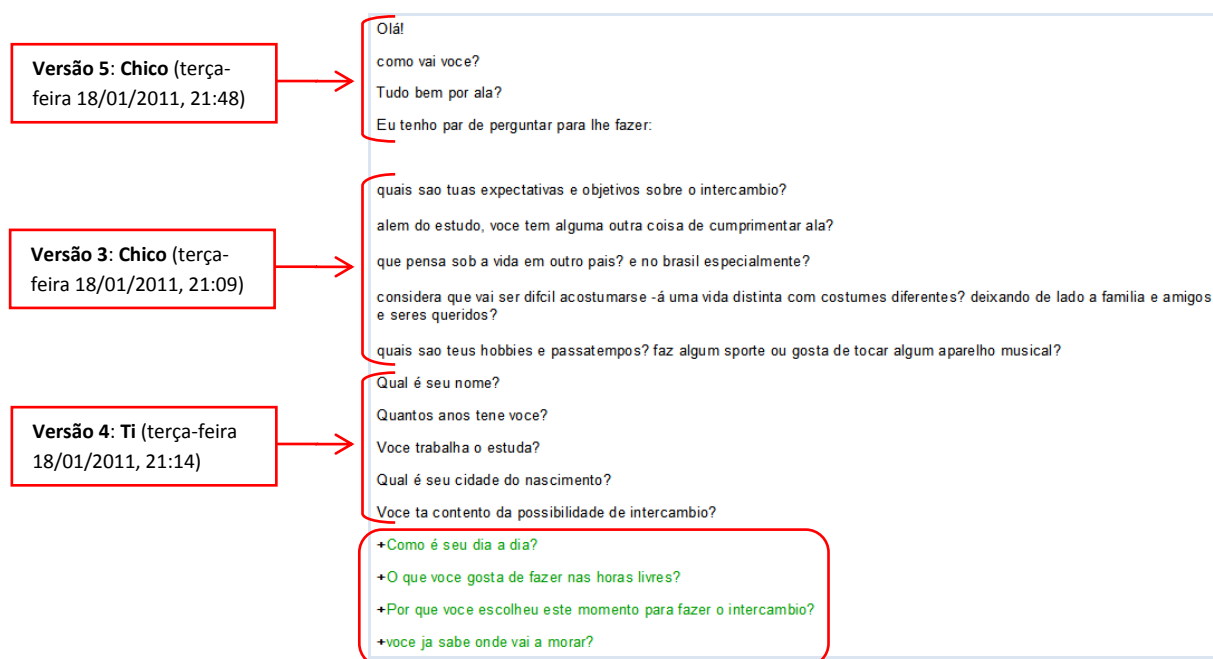 Olá!
como vai voce?
Tudo bem por ala?
Eu tenho par de perguntar para lhe fazer:
Versão 5: Chico (terça-
feira 18/01/2011, 21:48)
quais sao tuas expectativas e objetivos sobre o intercambio?
alem do estudo, voce tem alguma outra coisa de cumprimentar ala?
que pensa sob a vida em outro pais? e no brasil especialmente?
considera que vai ser difcil acostumarse -á uma vida distinta com costumes diferentes? deixando de lado a familia e amigos
e seres queridos?
quais sao teus hobbies e passatempos? faz algum sporte ou gosta de tocar algum aparelho musical?
Versão 3: Chico (terça-
feira 18/01/2011, 21:09)
Qual é seu nome?
Quantos anos tene voce?
Voce trabalha o estuda?
Qual é seu cidade do nascimento?
Voce ta contento da possibilidade de intercambio?
Versão 4: Ti (terça-feira
18/01/2011, 21:14)
+Como é seu dia a dia?
+O que voce gosta de fazer nas horas livres?
+Por que voce escolheu este momento para fazer o intercambio?
+voce ja sabe onde vai a morar?